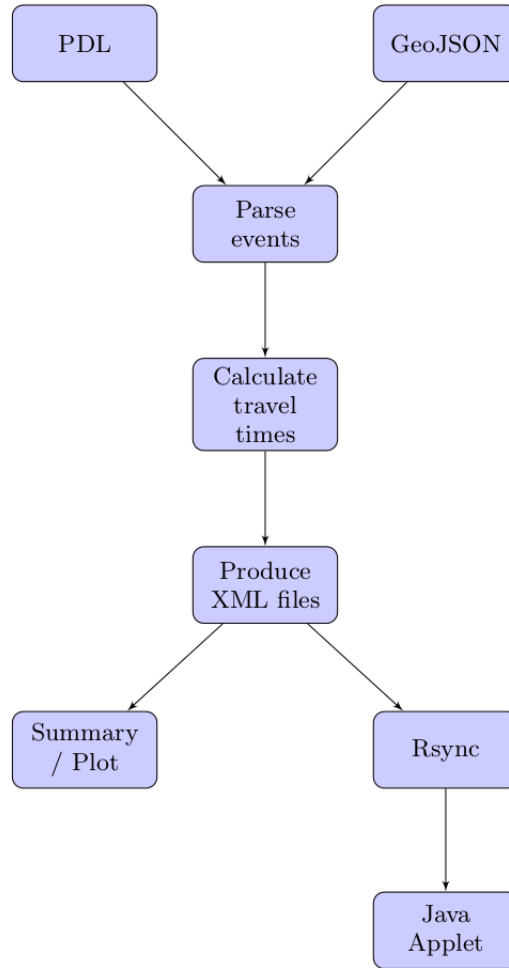 PDL
GeoJSON
Parse
events
Calculate
travel
times
Produce
XML files
Summary
/ Plot
Rsync
Java
Applet